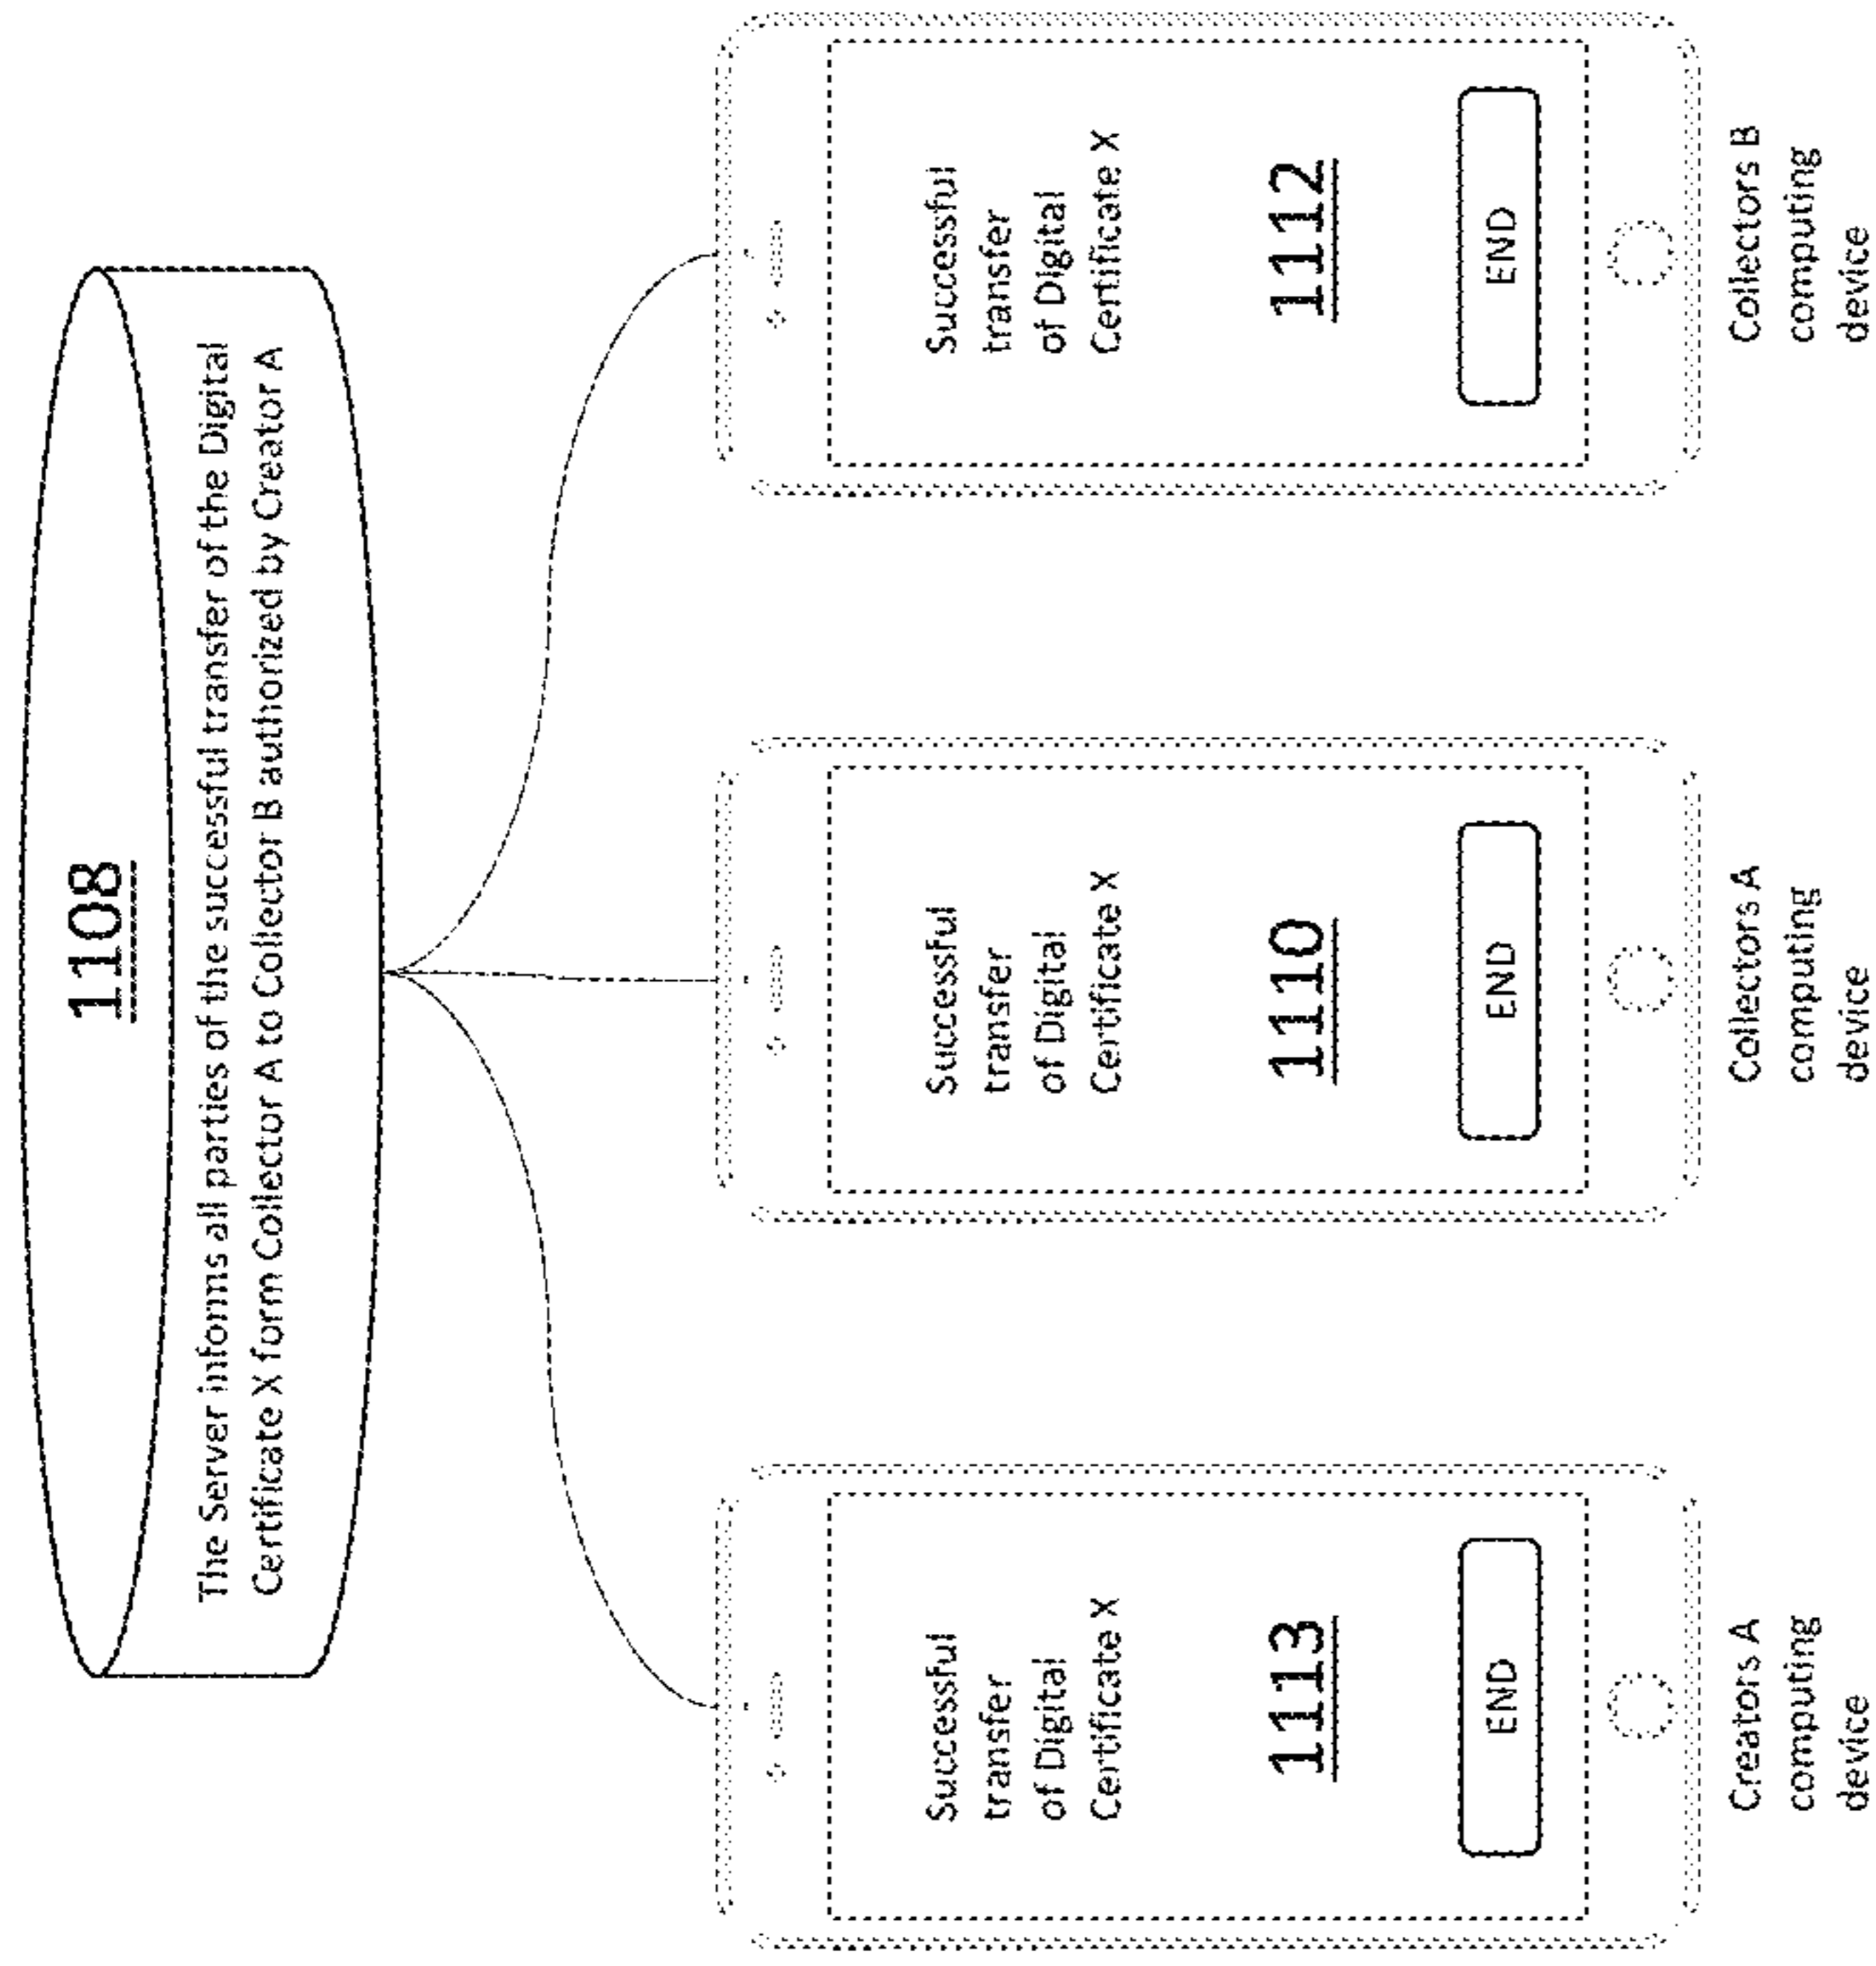 1108
The Server informs all parties of the successful transfer of the Digital
Certificate X form Collector A to Collector B authorized by Creator A
Successful
transfer
of Digital
Certificate X
1113
END
Creators A
computing
device
Successful
transfer
of Digital
Certificate X
1110
END
Collectors A
computing
device
Successful
transfer
of Digital
Certificate X
1112
END
Collectors B
computing
device